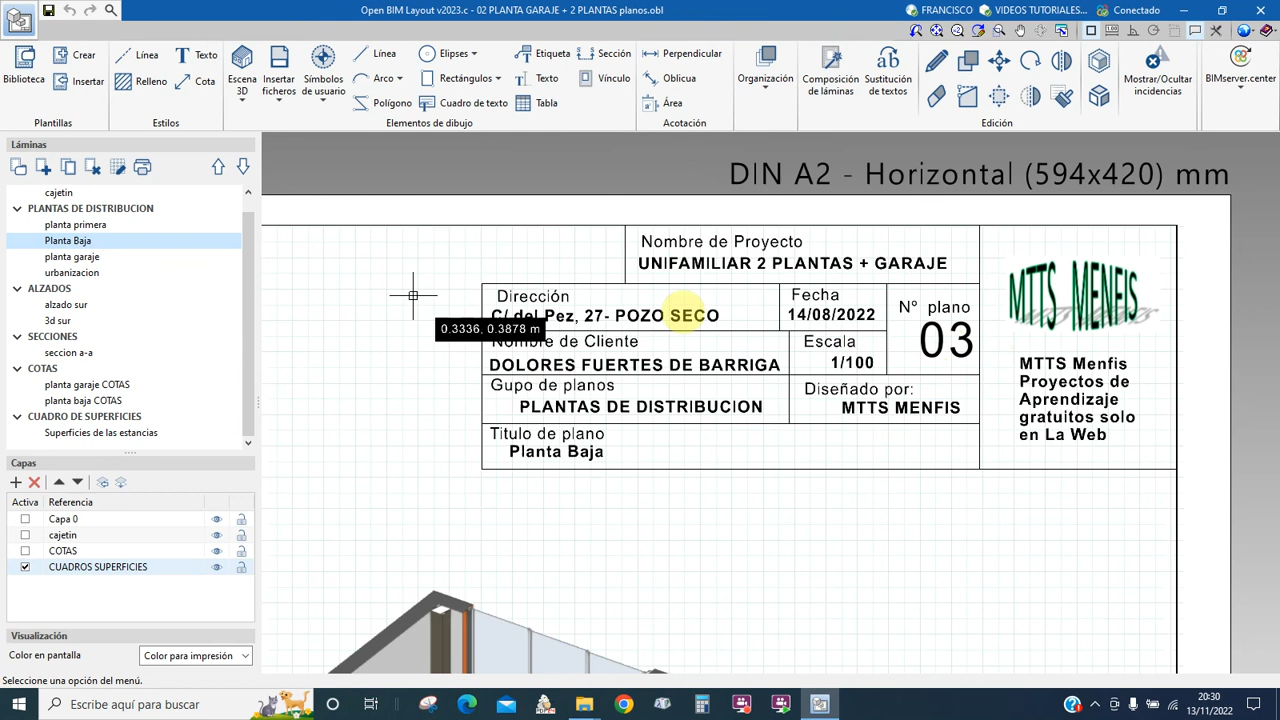 Open BIM Layout v2023.c - 02 PLANTA GARAJE + 2 PLANTAS planos.obl]
FRANCISCO
VIDEOS TUTORIALES...
Conectado
Biblioteca
Crear
Insertar
Línea
Relleno
Texto
Cota
Escena 3D
Insertar ficheros
Símbolos de usuario
Línea
Arco
Polígono
Elipses
Rectángulos
Cuadro de texto
Etiqueta
Texto
Tabla
Sección
Vínculo
Perpendicular
Oblicua
Área
Organización
Composición de láminas
Sustitución de textos
Mostrar/Ocultar incidencias
BIMserver.center
Plantillas
Estilos
Elementos de dibujo
Acotación
Edición
Láminas
cajetin
PLANTAS DE DISTRIBUCION
planta primera
Planta Baja
planta garaje
urbanizacion
ALZADOS
alzado sur
3d sur
SECCIONES
seccion a-a
COTAS
planta garaje COTAS
planta baja COTAS
CUADRO DE SUPERFICIES
Superficies de las estancias
Capas
Activa
Referencia
Capa 0
cajetin
COTAS
CUADROS SUPERFICIES
Visualización
Color en pantalla
Color para impresión
Seleccione una opción del menú.
DIN A2 - Horizontal (594x420) mm
Nombre de Proyecto
UNIFAMILIAR 2 PLANTAS + GARAJE
Dirección
C/ del Pez, 27- POZO SECO
0.3336, 0.3878 m
Fecha
14/08/2022
Nº plano
03
Nombre de Cliente
DOLORES FUERTES DE BARRIGA
Escala
1/100
Gupo de planos
PLANTAS DE DISTRIBUCION
Diseñado por:
MTTS MENFIS
Titulo de plano
Planta Baja
MTTS MENFIS
MTTS Menfis
Proyectos de
Aprendizaje
gratuitos solo
en La Web
Escribe aquí para buscar
20:30
13/11/2022